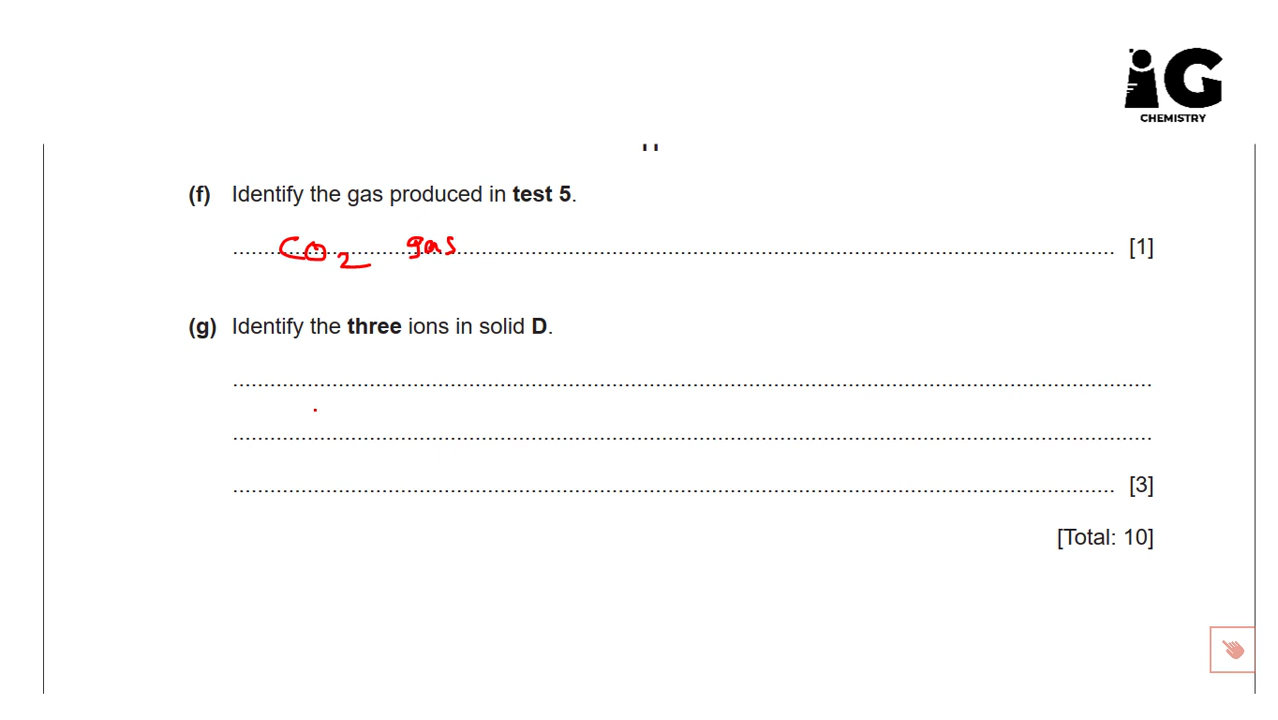 iG
CHEMISTRY
(f) Identify the gas produced in test 5.
CO2 gas [1]
(g) Identify the three ions in solid D.
[3]
[Total: 10]